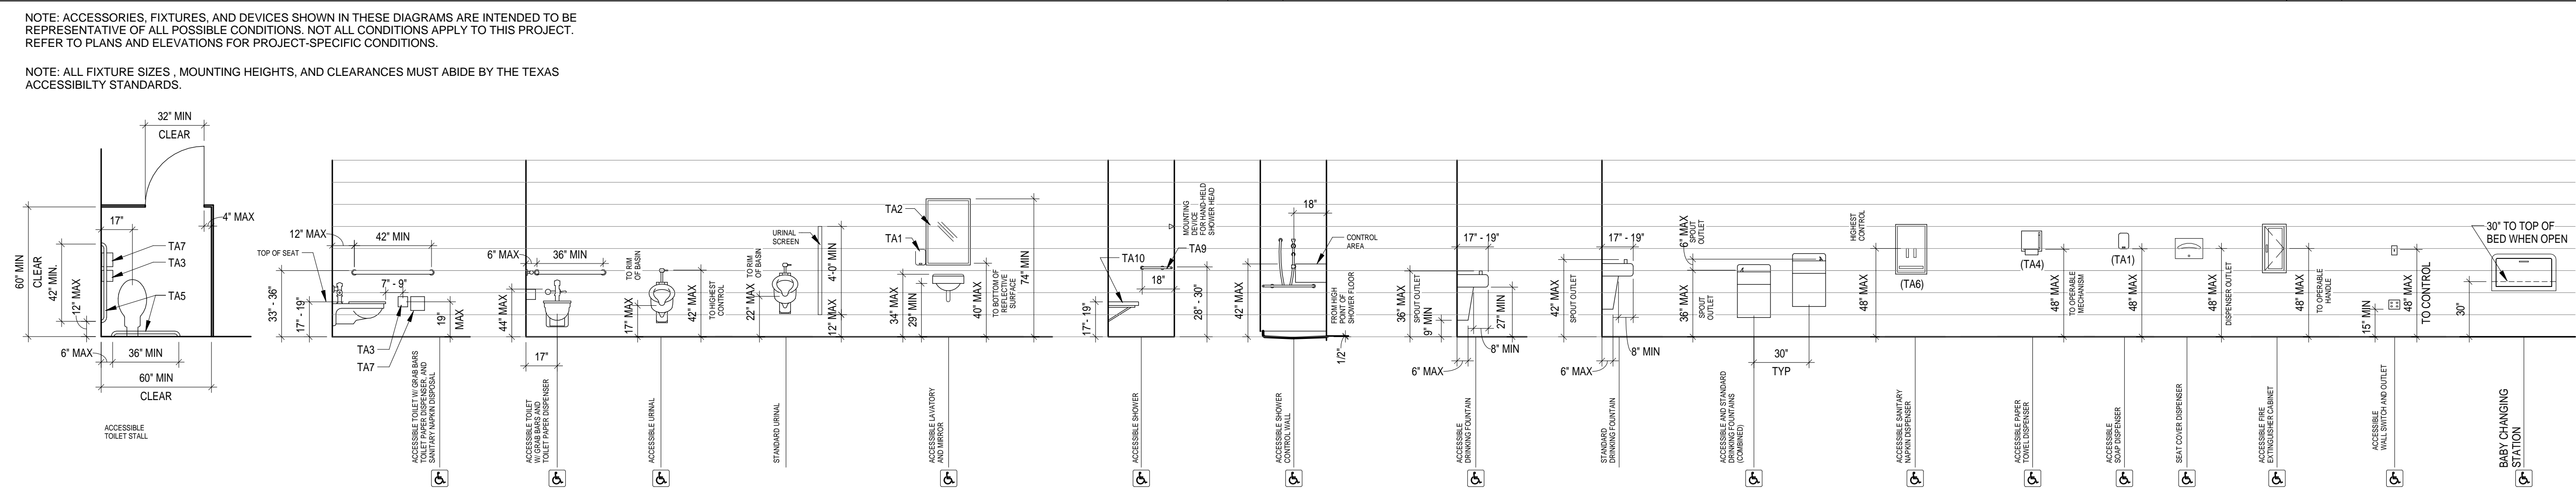 NOTE: ACCESSORIES, FIXTURES, AND DEVICES SHOWN IN THESE DIAGRAMS ARE INTENDED TO BE
REPRESENTATIVE OF ALL POSSIBLE CONDITIONS. NOT ALL CONDITIONS APPLY TO THIS PROJECT.
REFER TO PLANS AND ELEVATIONS FOR PROJECT-SPECIFIC CONDITIONS.
NOTE: ALL FIXTURE SIZES , MOUNTING HEIGHTS, AND CLEARANCES MUST ABIDE BY THE TEXAS
ACCESSIBILTY STANDARDS.
32" MIN
CLEAR
17"
4" MAX
TA7
TA3
TA5
60" MIN
CLEAR
42" MIN.
12" MAX
6" MAX
36" MIN
60" MIN
CLEAR
ACCESSIBLE
TOILET STALL
12" MAX
42" MIN
TOP OF SEAT
7" - 9"
33" - 36"
17" - 19"
19"
MAX
TA3
TA7
ACCESSIBLE TOILET W/ GRAB BARS
TOILET PAPER DISPENSER, AND
SANITARY NAPKIN DISPOSAL
6" MAX
36" MIN
44" MAX
17"
ACCESSIBLE TOILET
W/ GRAB BARS AND
TOILET PAPER DISPENSER
TO RIM
OF BASIN
17" MAX
42" MAX
TO HIGHEST
CONTROL
ACCESSIBLE URINAL
TO RIM
OF BASIN
22" MAX
URINAL
SCREEN
4'-0" MIN
12" MAX
STANDARD URINAL
TA2
TA1
34" MAX
29" MIN
40" MAX
TO BOTTOM OF
REFLECTIVE
SURFACE
74" MIN
ACCESSIBLE LAVATORY
AND MIRROR
TA10
17"- 19"
MOUNTING
DEVICE
FOR HAND-HELD
SHOWER HEAD
TA9
18"
28" - 30"
ACCESSIBLE SHOWER
18"
CONTROL
AREA
42" MAX
FROM HIGH
POINT OF
SHOWER FLOOR
1/2"
ACCESSIBLE SHOWER
CONTROL WALL
17" - 19"
36" MAX
SPOUT OUTLET
9" MIN
27" MIN
8" MIN
6" MAX
ACCESSIBLE
DRINKING FOUNTAIN
17" - 19"
42" MAX
SPOUT OUTLET
8" MIN
6" MAX
STANDARD
DRINKING FOUNTAIN
6" MAX
SPOUT
OUTLET
36" MAX
SPOUT
OUTLET
30"
TYP
ACCESSIBLE AND STANDARD
DRINKING FOUNTAINS
(COMBINED)
HIGHEST
CONTROL
48" MAX
(TA6)
ACCESSIBLE SANITARY
NAPKIN DISPENSER
(TA4)
48" MAX
TO OPERABLE
MECHANISM
ACCESSIBLE PAPER
TOWEL DISPENSER
(TA1)
48" MAX
ACCESSIBLE
SOAP DISPENSER
48" MAX
DISPENSER OUTLET
SEAT COVER DISPENSER
48" MAX
TO OPERABLE
HANDLE
ACCESSIBLE FIRE
EXTINGUISHER CABINET
15" MIN
48" MAX
TO CONTROL
ACCESSIBLE
WALL SWITCH AND OUTLET
30" TO TOP OF
BED WHEN OPEN
30"
BABY CHANGING
STATION